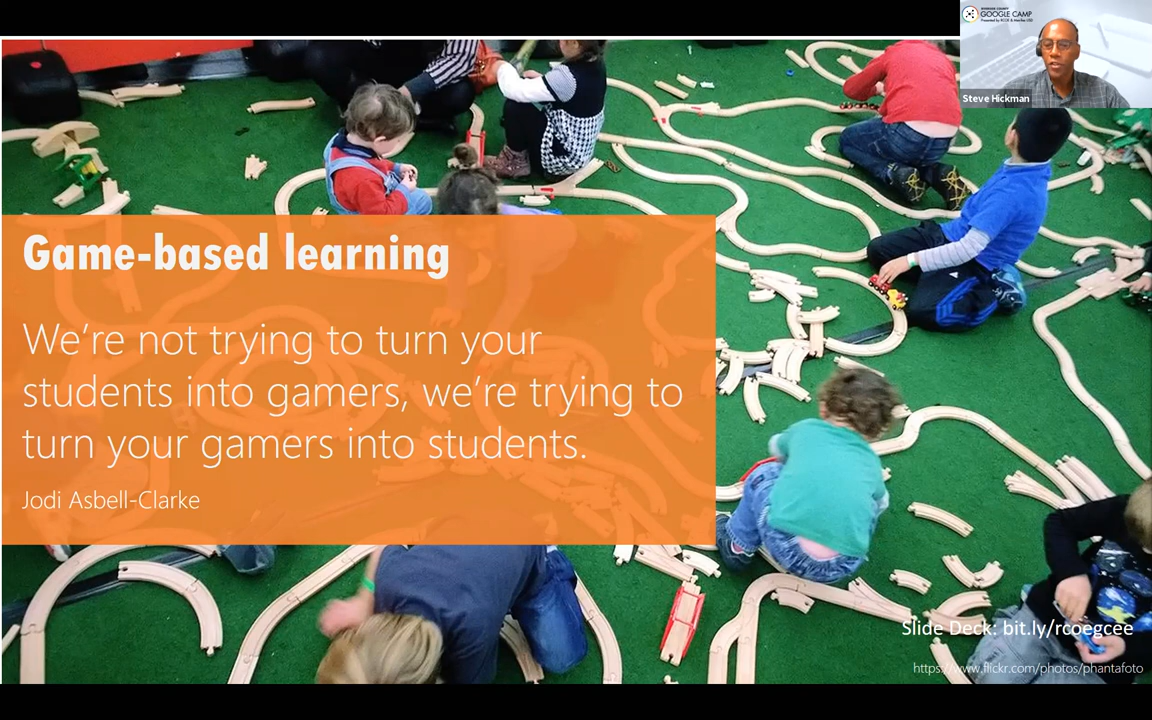 GOOGLE CAMP
Steve Hickman
Game-based learning
We're not trying to turn your
students into gamers, we're trying to
turn your gamers into students.
Jodi Asbell-Clarke
Slide Deck: bit.ly/rcoegcee
https://www.flickr.com/photos/phantafoto